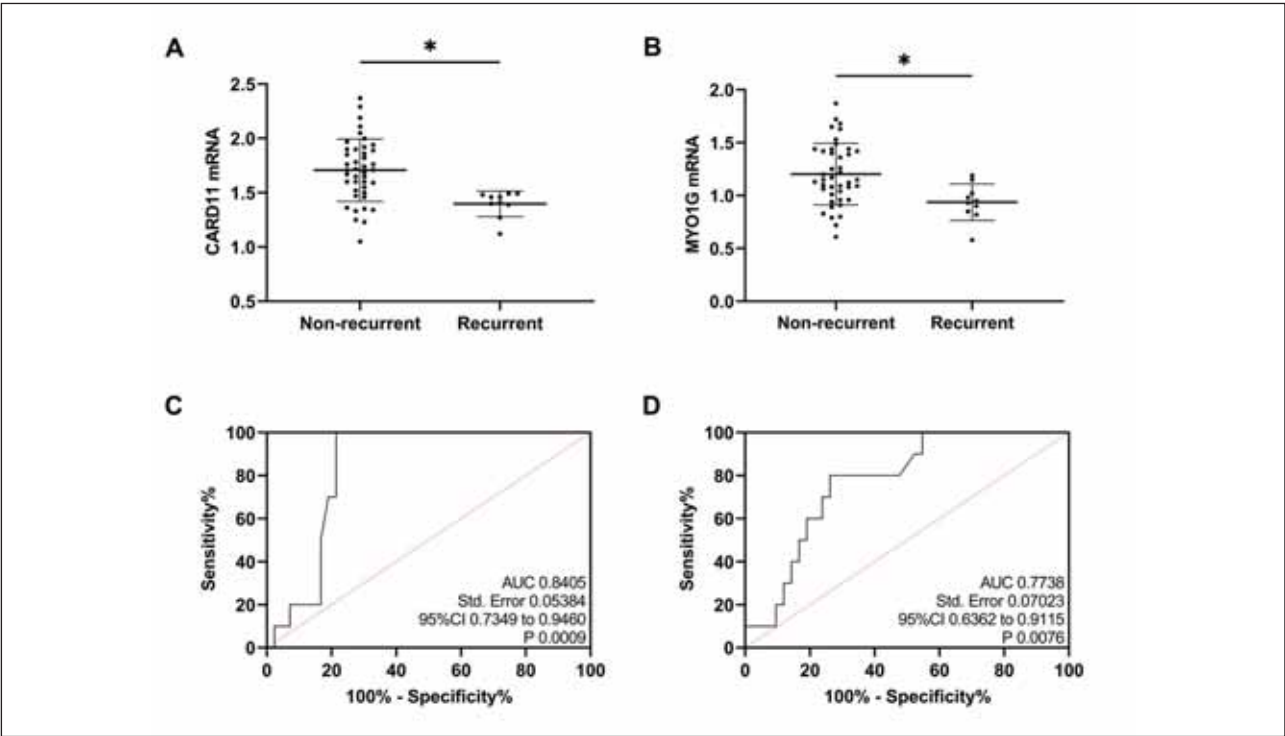 A
*
2.5
2.0
1.5
1.0
0.5
CARD11 mRNA
Non-recurrent
Recurrent
B
*
2.0
1.5
1.0
0.5
0.0
MYO1G mRNA
Non-recurrent
Recurrent
C
100
80
60
40
20
0
Sensitivity%
AUC 0.8405
Std. Error 0.05384
95%CI 0.7349 to 0.9460
P 0.0009
0 20 40 60 80 100
100% - Specificity%
D
100
80
60
40
20
0
Sensitivity%
AUC 0.7738
Std. Error 0.07023
95%CI 0.6362 to 0.9115
P 0.0076
0 20 40 60 80 100
100% - Specificity%